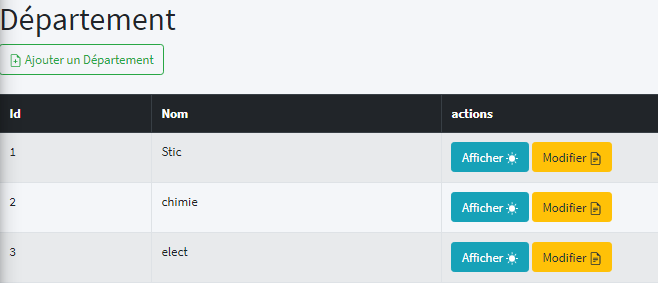 Département
Ajouter un Département
Id Nom actions
1 Stic Afficher Modifier
2 chimie Afficher Modifier
3 elect Afficher Modifier